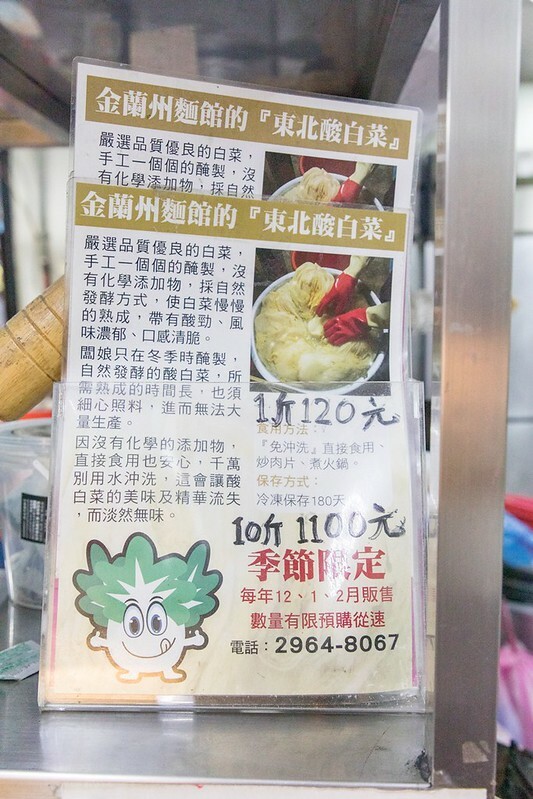 金蘭州麵館的『東北酸白菜』
嚴選品質優良的白菜，
手工一個個的醃製，沒
有化學添加物，採自然
金蘭州麵館的『東北酸白菜』
嚴選品質優良的白菜，
手工一個個的醃製，沒
有化學添加物，採自然
發酵方式，使白菜慢慢
的熟成，帶有酸勁、風
味濃郁、口感清脆。
闆娘只在冬季時醃製，
自然發酵的酸白菜，所
需熟成的時間長，也須
細心照料，進而無法大
量生產。
因沒有化學的添加物，
直接食用也安心，千萬
別用水沖洗，這會讓酸
白菜的美味及精華流失
，而淡然無味。
1斤120元
食用方法：
『免沖洗』直接食用、
炒肉片、煮火鍋。
保存方式：
冷凍保存180天
10斤 1100元
季節限定
每年12、1、2月販售
數量有限預購從速
電話：2964-8067